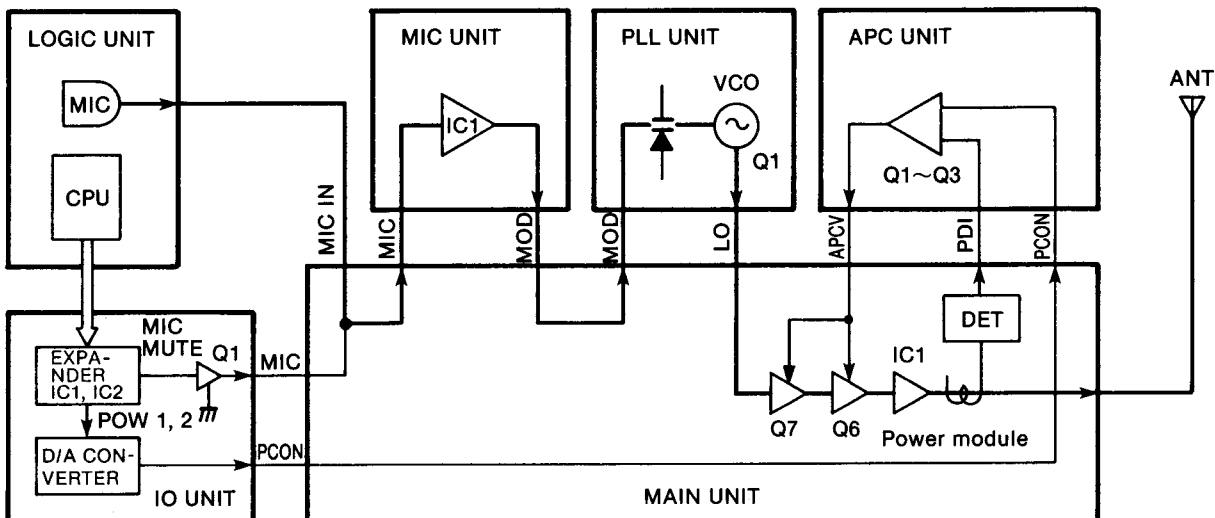 LOGIC UNIT
MIC
CPU
MIC IN
MIC UNIT
IC1
MIC
MOD
PLL UNIT
VCO
Q1
MOD
LO
APC UNIT
Q1~Q3
APCV
PDI
PCON
ANT
EXPA-
NDER
IC1, IC2
MIC
MUTE
Q1
MIC
POW 1, 2
D/A CON-
VERTER
PCON
IO UNIT
DET
IC1
Q7
Q6
Power module
MAIN UNIT